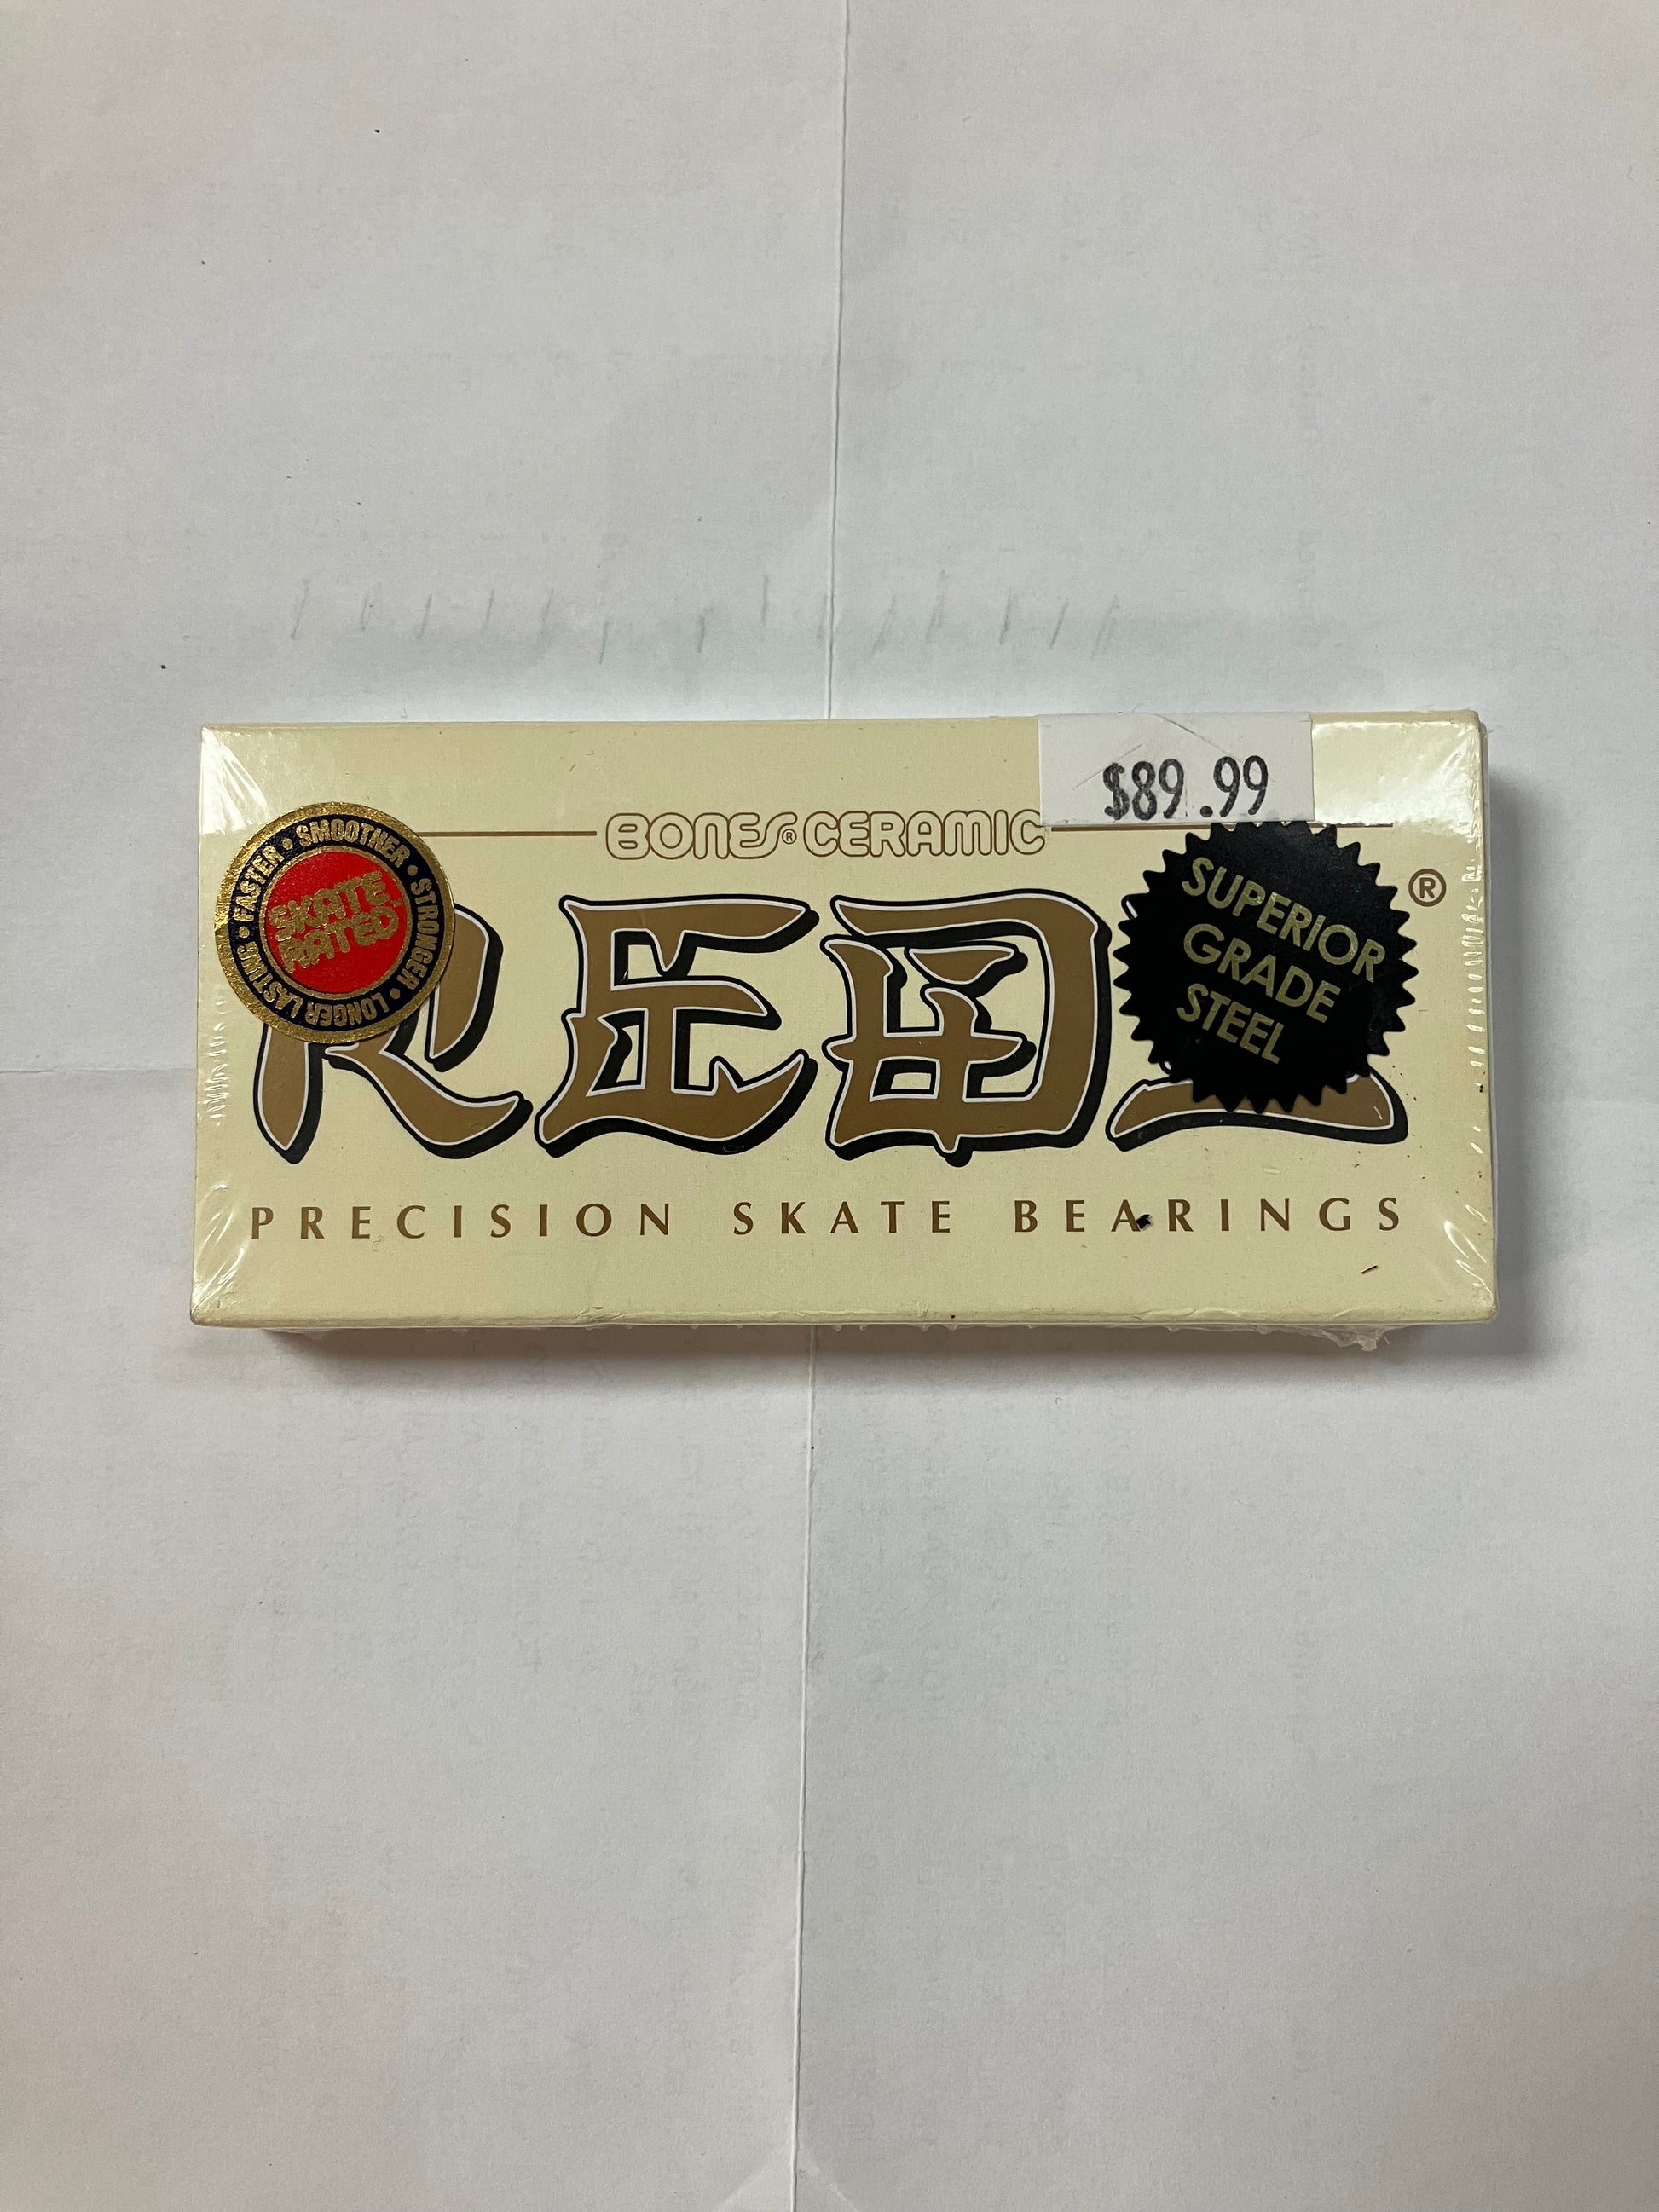 $89.99
BONES® CERAMIC
REDS®
SKATE RATED
FASTER • SMOOTHER • STRONGER • LONGER LASTING •
SUPERIOR
GRADE
STEEL
PRECISION SKATE BEARINGS